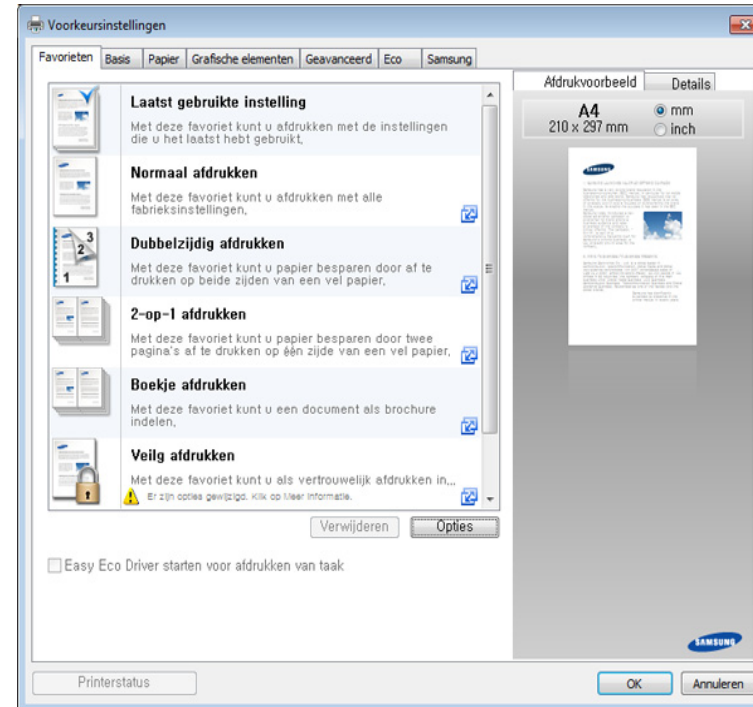 Voorkeursinstellingen
Favorieten Basis Papier Grafische elementen Geavanceerd Eco Samsung
Afdrukvoorbeeld Details
A4
210 x 297 mm
mm
inch
Laatst gebruikte instelling
Met deze favoriet kunt u afdrukken met de instellingen
die u het laatst hebt gebruikt.
Normaal afdrukken
Met deze favoriet kunt u afdrukken met alle
fabrieksinstellingen.
Dubbelzijdig afdrukken
Met deze favoriet kunt u papier besparen door af te
drukken op beide zijden van een vel papier.
2-op-1 afdrukken
Met deze favoriet kunt u papier besparen door twee
pagina's af te drukken op één zijde van een vel papier.
Boekje afdrukken
Met deze favoriet kunt u een document als brochure
indelen.
Veilg afdrukken
Met deze favoriet kunt u als vertrouwelijk afdrukken in...
Er zijn opties gewijzigd. Klik op Meer informatie.
Verwijderen Opties
Easy Eco Driver starten voor afdrukken van taak
SAMSUNG
SAMSUNG
Printerstatus OK Annuleren
1
2
3